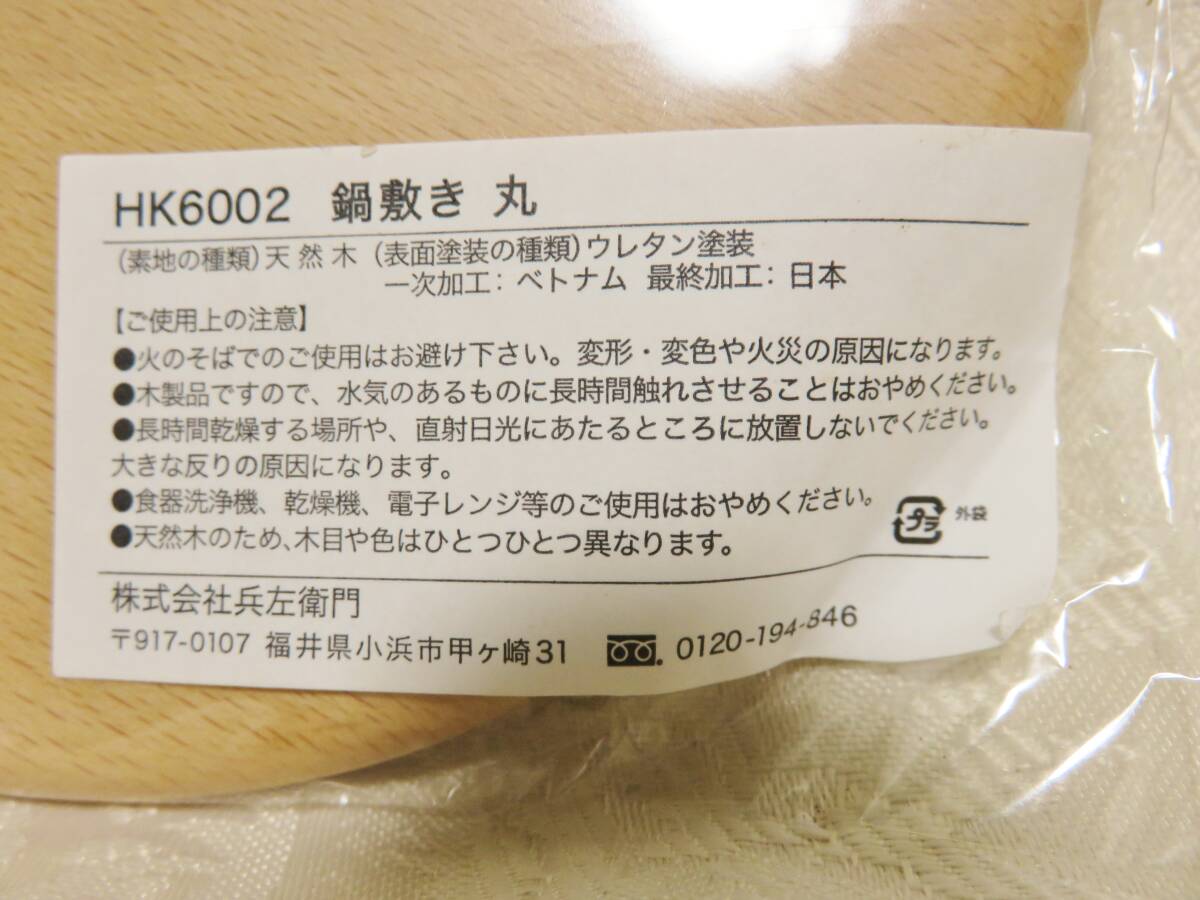 HK6002 鍋敷き 丸
(素地の種類)天然木 (表面塗装の種類)ウレタン塗装
一次加工：ベトナム 最終加工：日本
【ご使用上の注意】
●火のそばでのご使用はお避け下さい。変形・変色や火災の原因になります。
●木製品ですので、水気のあるものに長時間触れさせることはおやめください。
●長時間乾燥する場所や、直射日光にあたるところに放置しないでください。
大きな反りの原因になります。
●食器洗浄機、乾燥機、電子レンジ等のご使用はおやめください。
●天然木のため、木目や色はひとつひとつ異なります。
プラ 外袋
株式会社兵左衛門
〒917-0107 福井県小浜市甲ヶ崎31 0120-194-846